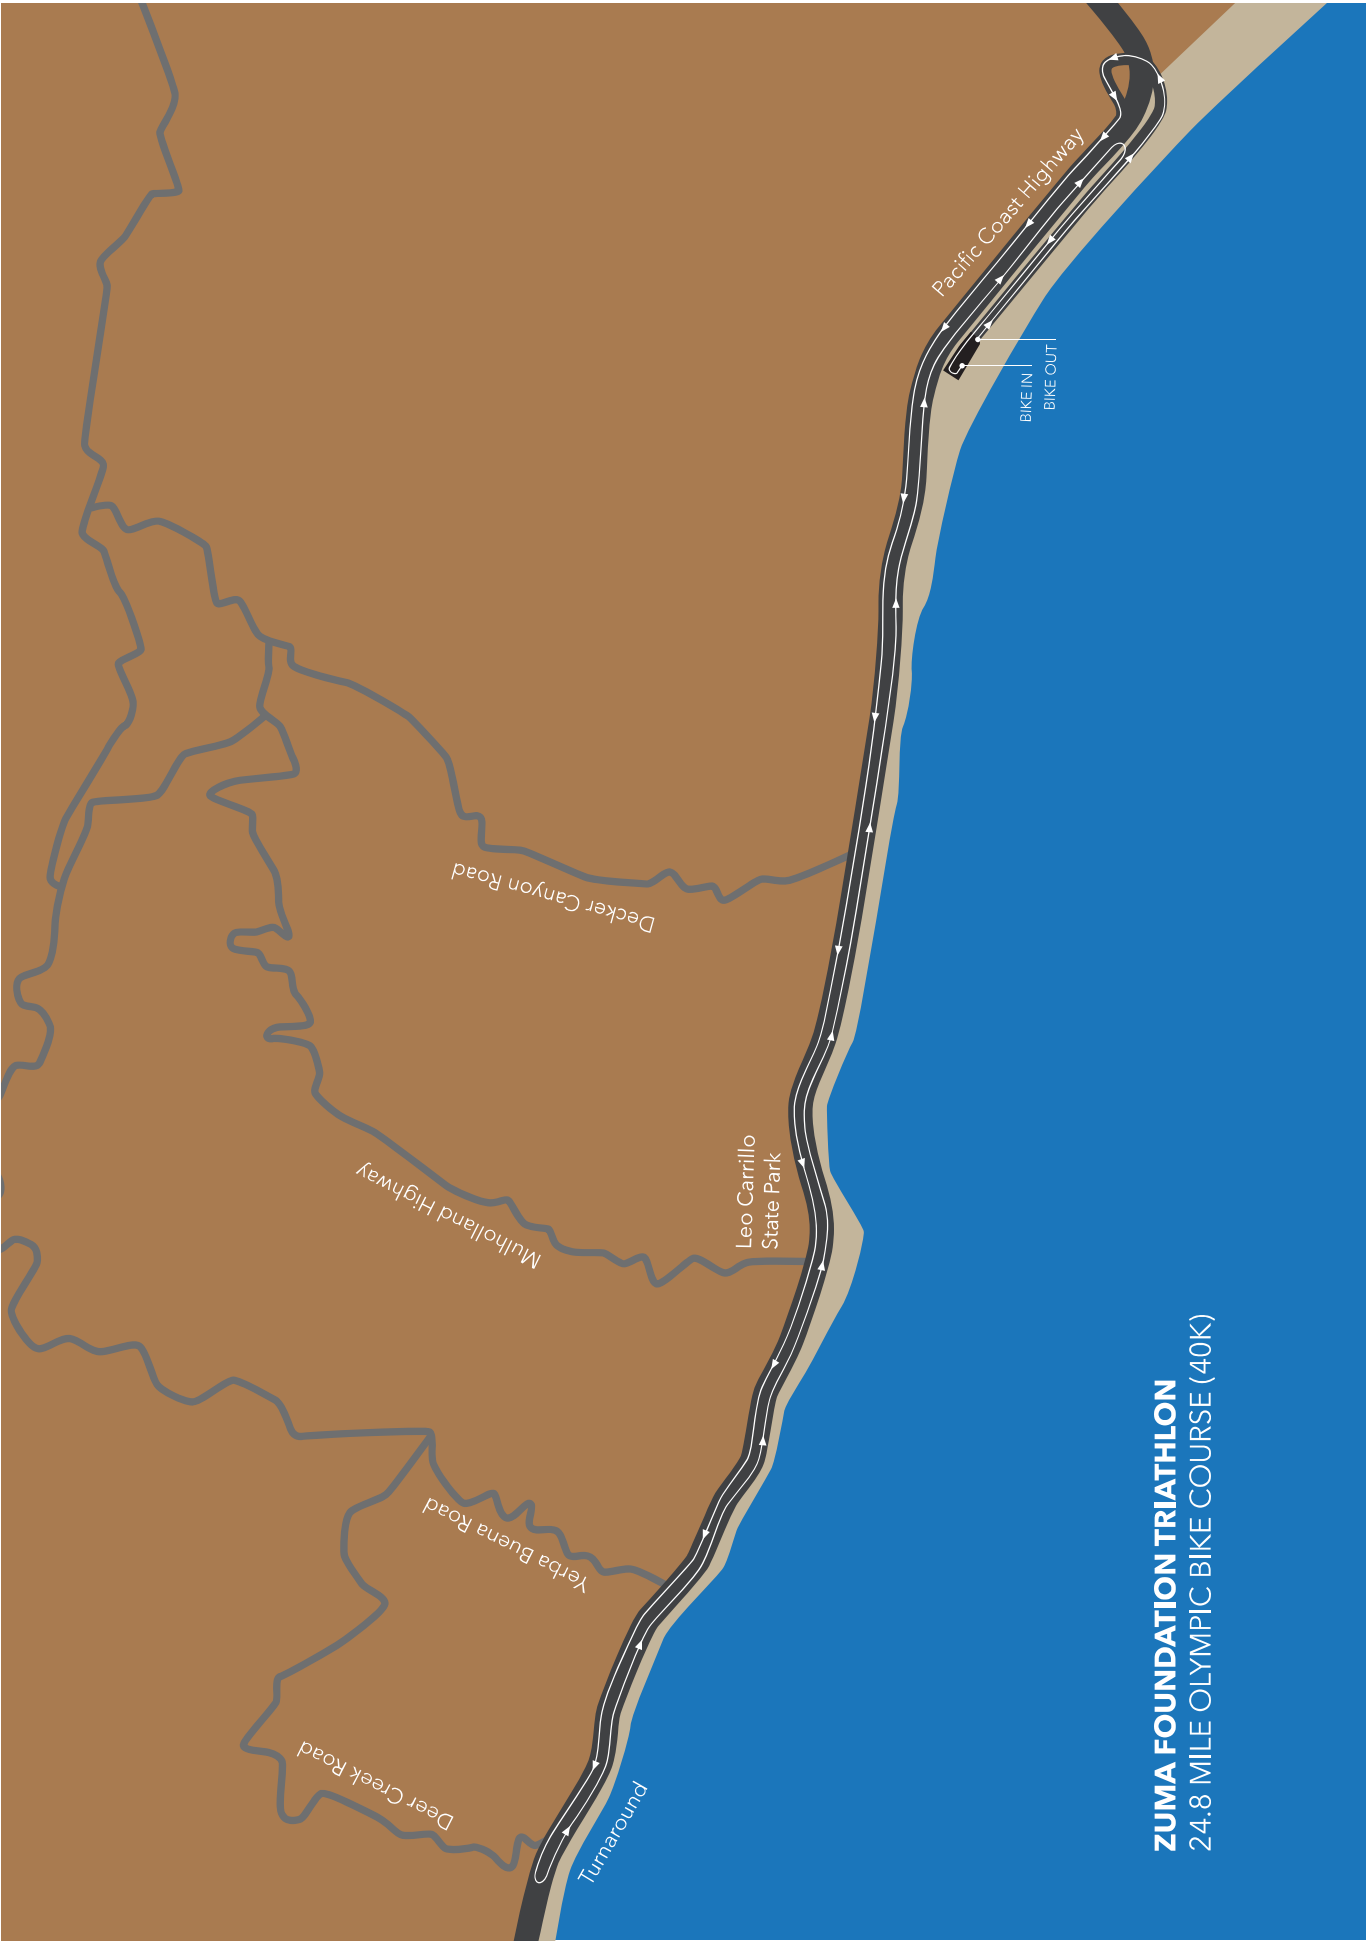 ZUMA FOUNDATION TRIATHLON
24.8 MILE OLYMPIC BIKE COURSE (40K)
Turnaround
Deer Creek Road
Yerba Buena Road
Mulholland Highway
Leo Carrillo
State Park
Decker Canyon Road
BIKE IN
BIKE OUT
Pacific Coast Highway